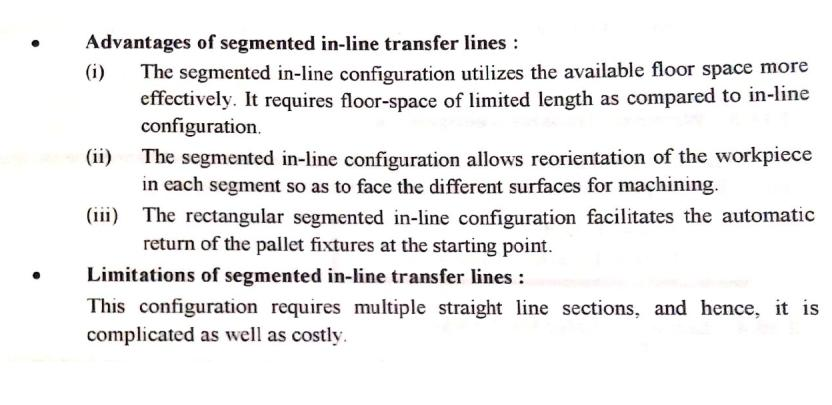 • Advantages of segmented in-line transfer lines :
(i) The segmented in-line configuration utilizes the available floor space more
effectively. It requires floor-space of limited length as compared to in-line
configuration.
(ii) The segmented in-line configuration allows reorientation of the workpiece
in each segment so as to face the different surfaces for machining.
(iii) The rectangular segmented in-line configuration facilitates the automatic
return of the pallet fixtures at the starting point.
• Limitations of segmented in-line transfer lines :
This configuration requires multiple straight line sections, and hence, it is
complicated as well as costly.